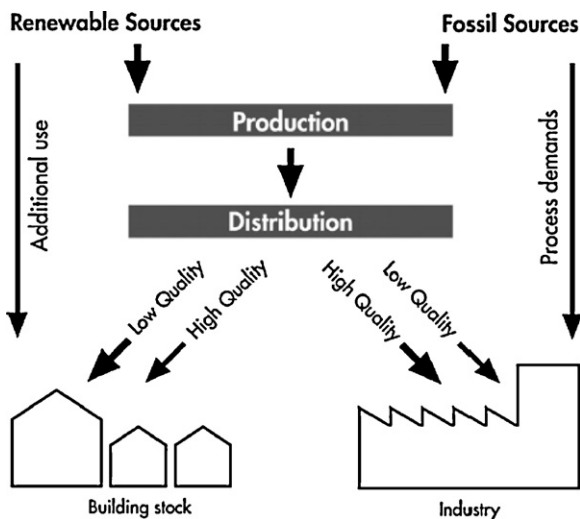 Renewable Sources
Fossil Sources
Production
Distribution
Additional use
Process demands
Low Quality
High Quality
High Quality
Low Quality
Building stock
Industry